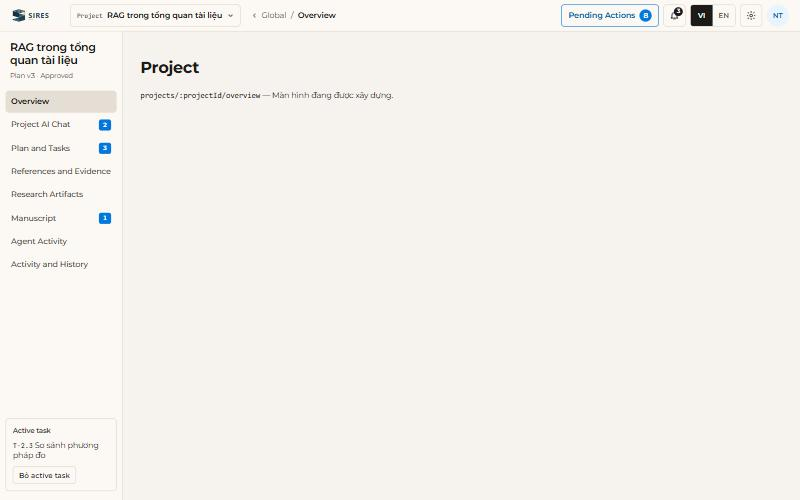 SIRES
Project RAG trong tổng quan tài liệu
Global / Overview
Pending Actions 8
3
VI
EN
NT
RAG trong tổng
quan tài liệu
Plan v3 · Approved
Overview
Project AI Chat 2
Plan and Tasks 3
References and Evidence
Research Artifacts
Manuscript 1
Agent Activity
Activity and History
Project
projects/:projectId/overview — Màn hình đang được xây dựng.
Active task
T-2.3 So sánh phương
pháp đo
Bỏ active task